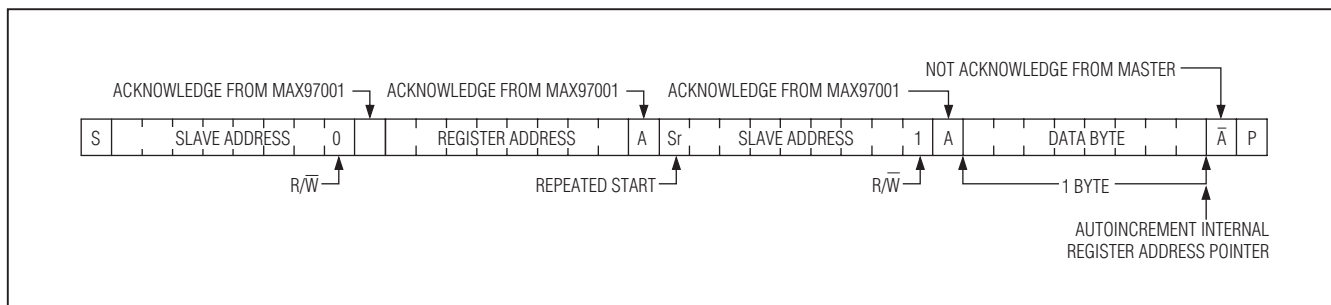 NOT ACKNOWLEDGE FROM MASTER
ACKNOWLEDGE FROM MAX97001 ACKNOWLEDGE FROM MAX97001 ACKNOWLEDGE FROM MAX97001
S SLAVE ADDRESS 0 REGISTER ADDRESS A Sr SLAVE ADDRESS 1 A DATA BYTE A̅ P
R/W̅ REPEATED START R/W̅ 1 BYTE
AUTOINCREMENT INTERNAL
REGISTER ADDRESS POINTER